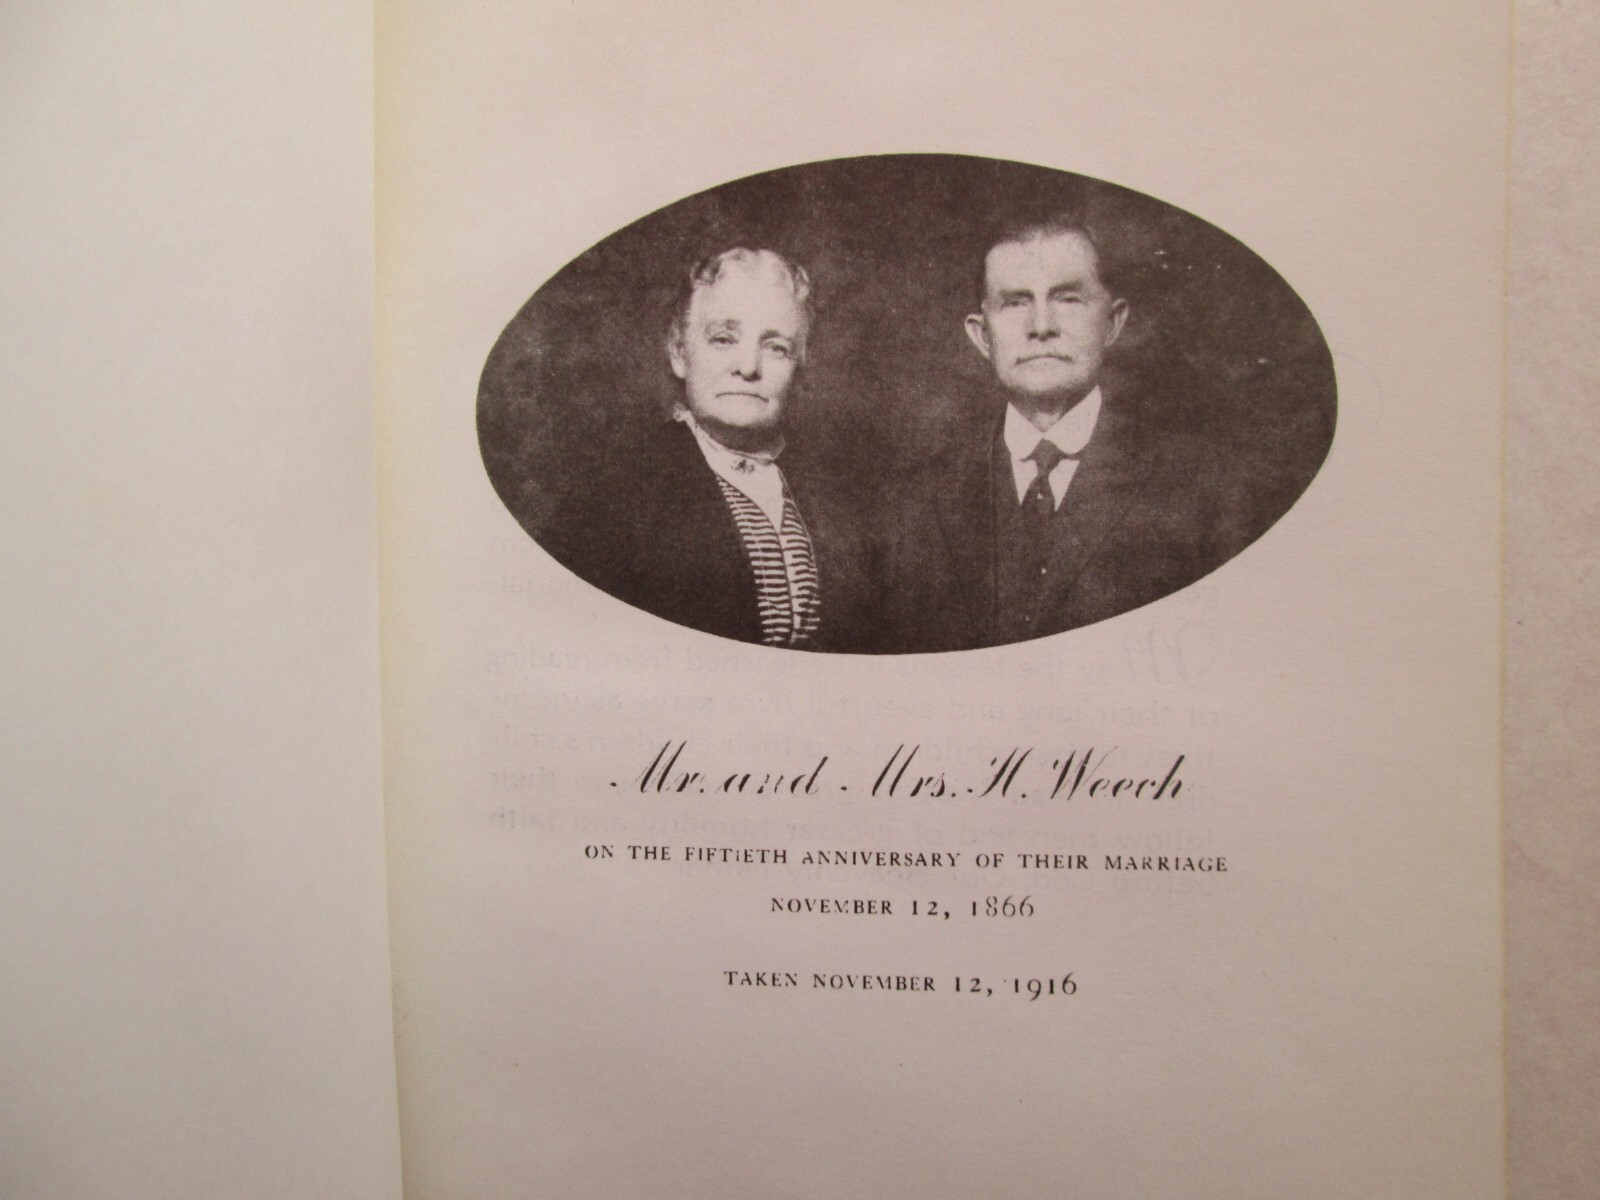 Mr. and Mrs. H. Weech
ON THE FIFTIETH ANNIVERSARY OF THEIR MARRIAGE
NOVEMBER 12, 1866
TAKEN NOVEMBER 12, 1916